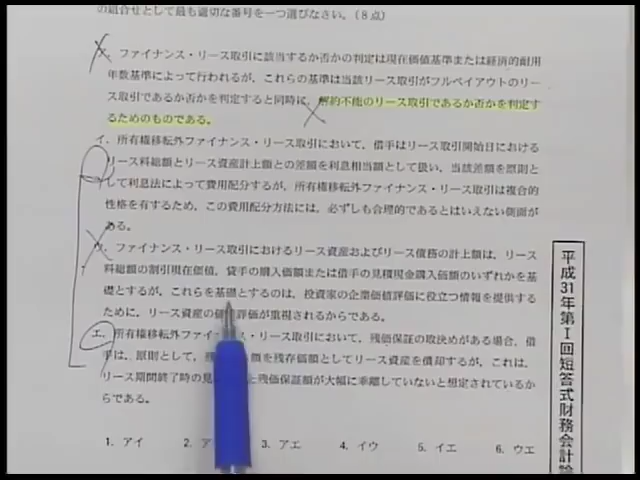 の組合せとして最も適切な番号を一つ選びなさい。（8点）
ファイナンス・リース取引に該当するか否かの判定は現在価値基準または経済的耐用
年数基準によって行われるが、これらの基準は当該リース取引がフルペイアウトのリー
ス取引であるか否かを判定すると同時に、解約不能のリース取引であるか否かを判定す
るためのものである。
イ．所有権移転外ファイナンス・リース取引において、借手はリース取引開始日における
リース料総額とリース資産計上額との差額を利息相当額として扱い、当該差額を原則と
して利息法によって費用配分するが、所有権移転外ファイナンス・リース取引は複合的
性格を有するため、この費用配分方法には、必ずしも合理的であるとはいえない側面が
ある。
ウ．ファイナンス・リース取引におけるリース資産およびリース債務の計上額は、リース
料総額の割引現在価値、貸手の購入価額または借手の見積現金購入価額のいずれかを基
礎とするが、これらを基礎とするのは、投資家の企業価値評価に役立つ情報を提供する
ために、リース資産の価 評価が重視されるからである。
エ．所有権移転外ファイナン リース取引において、残価保証の取決めがある場合、借
手は、原則として、残 額を残存価額としてリース資産を償却するが、これは、
リース期間終了時の見 と残価保証額が大幅に乖離していないと想定されているか
らである。
1．アイ 2．ア 3．アエ 4．イウ 5．イエ 6．ウエ
平成31年第Ⅰ回短答式財務会計論